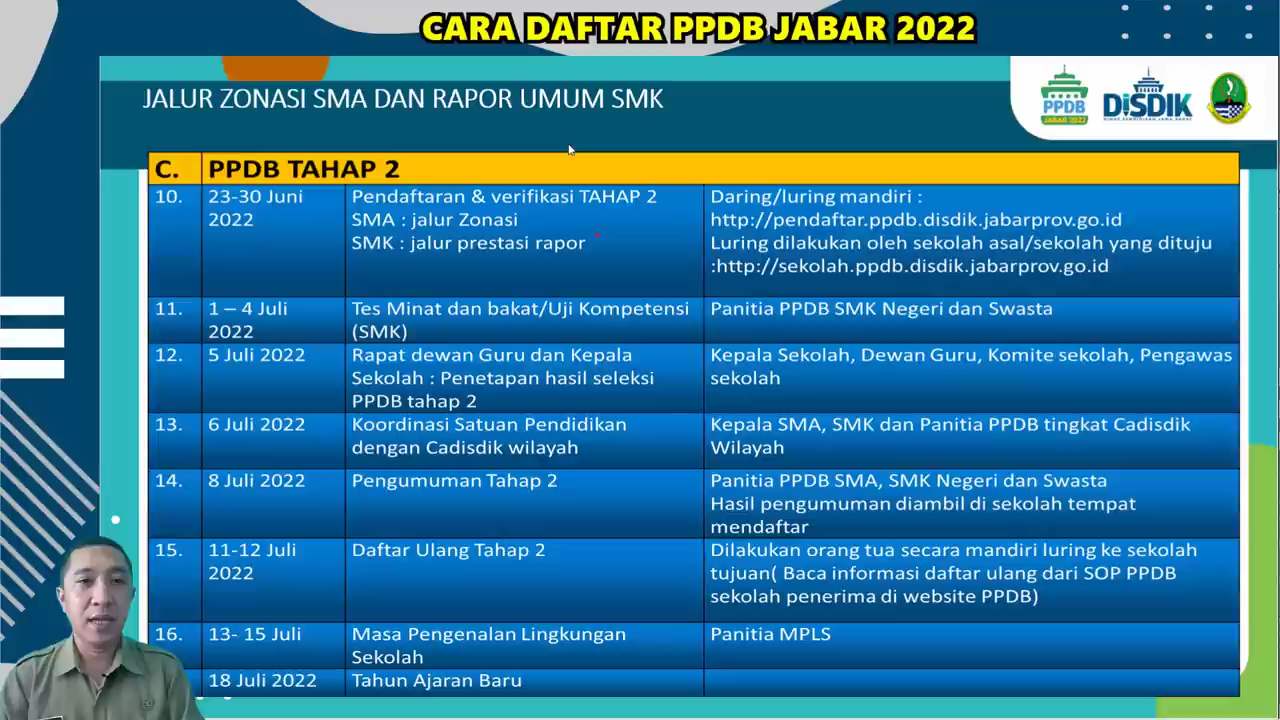 CARA DAFTAR PPDB JABAR 2022
JALUR ZONASI SMA DAN RAPOR UMUM SMK
PPDB
JABAR 2022
DISDIK
C. PPDB TAHAP 2
10. 23-30 Juni 2022 Pendaftaran & verifikasi TAHAP 2 Daring/luring mandiri :
SMA : jalur Zonasi http://pendaftar.ppdb.disdik.jabarprov.go.id
SMK : jalur prestasi rapor Luring dilakukan oleh sekolah asal/sekolah yang dituju
:http://sekolah.ppdb.disdik.jabarprov.go.id
11. 1 – 4 Juli Tes Minat dan bakat/Uji Kompetensi Panitia PPDB SMK Negeri dan Swasta
2022 (SMK)
12. 5 Juli 2022 Rapat dewan Guru dan Kepala Kepala Sekolah, Dewan Guru, Komite sekolah, Pengawas
Sekolah : Penetapan hasil seleksi sekolah
PPDB tahap 2
13. 6 Juli 2022 Koordinasi Satuan Pendidikan Kepala SMA, SMK dan Panitia PPDB tingkat Cadisdik
dengan Cadisdik wilayah Wilayah
14. 8 Juli 2022 Pengumuman Tahap 2 Panitia PPDB SMA, SMK Negeri dan Swasta
Hasil pengumuman diambil di sekolah tempat
mendaftar
15. 11-12 Juli Daftar Ulang Tahap 2 Dilakukan orang tua secara mandiri luring ke sekolah
2022 tujuan( Baca informasi daftar ulang dari SOP PPDB
sekolah penerima di website PPDB)
16. 13- 15 Juli Masa Pengenalan Lingkungan Panitia MPLS
Sekolah
18 Juli 2022 Tahun Ajaran Baru